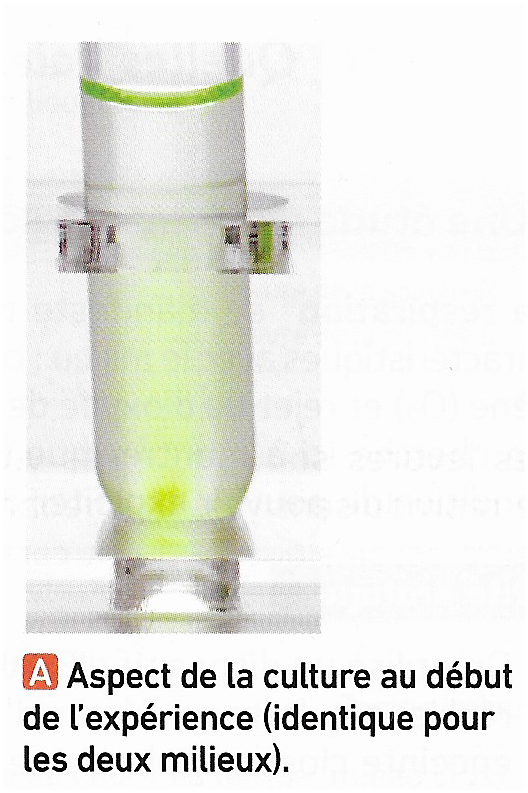 A Aspect de la culture au début
de l'expérience (identique pour
les deux milieux).